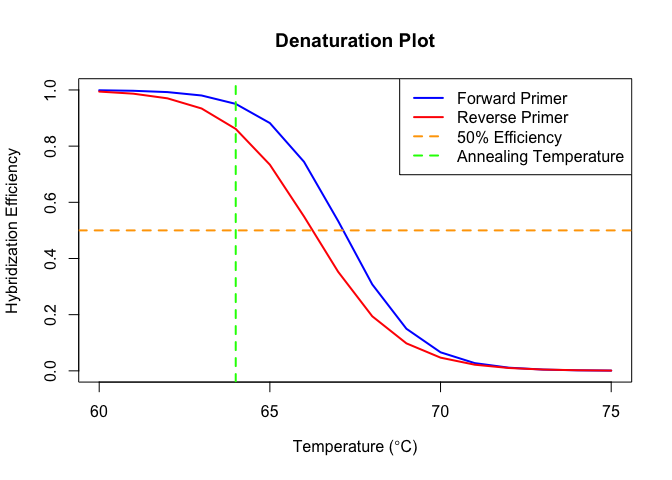 Denaturation Plot
Hybridization Efficiency
1.0
0.8
0.6
0.4
0.2
0.0
Forward Primer
Reverse Primer
50% Efficiency
Annealing Temperature
60
65
70
75
Temperature (°C)